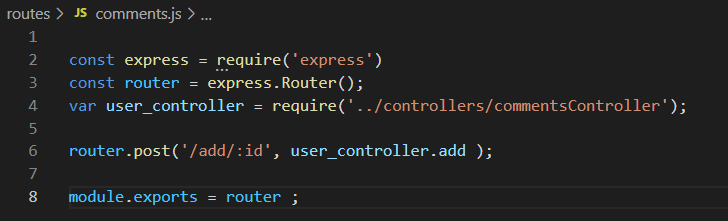 routes > JS comments.js > ...
1
2 const express = require('express')
3 const router = express.Router();
4 var user_controller = require('../controllers/commentsController');
5
6 router.post('/add/:id', user_controller.add );
7
8 module.exports = router ;